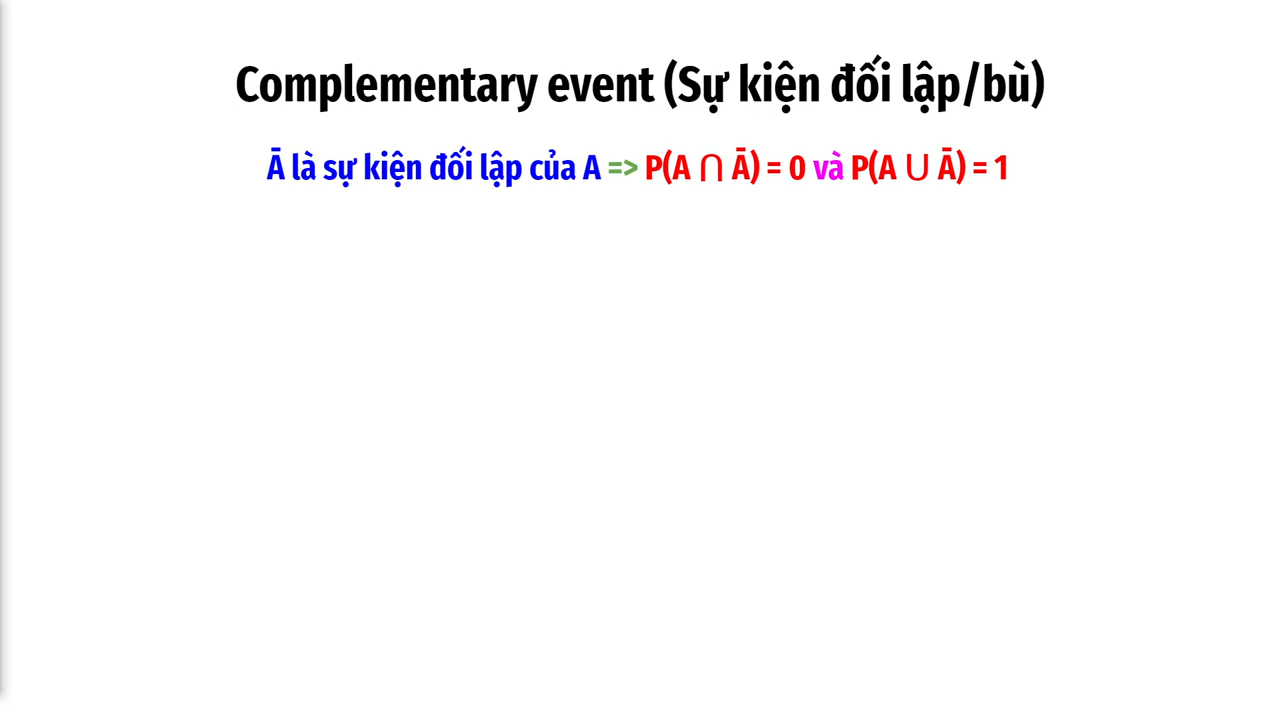 Complementary event (Sự kiện đối lập/bù)
Ā là sự kiện đối lập của A => P(A ⋂ Ā) = 0 và P(A ⋃ Ā) = 1